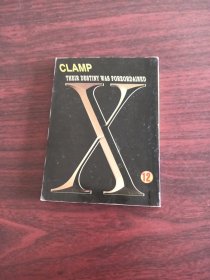 CLAMP
THEIR DESTINY WAS FOREORDAINED
X
12